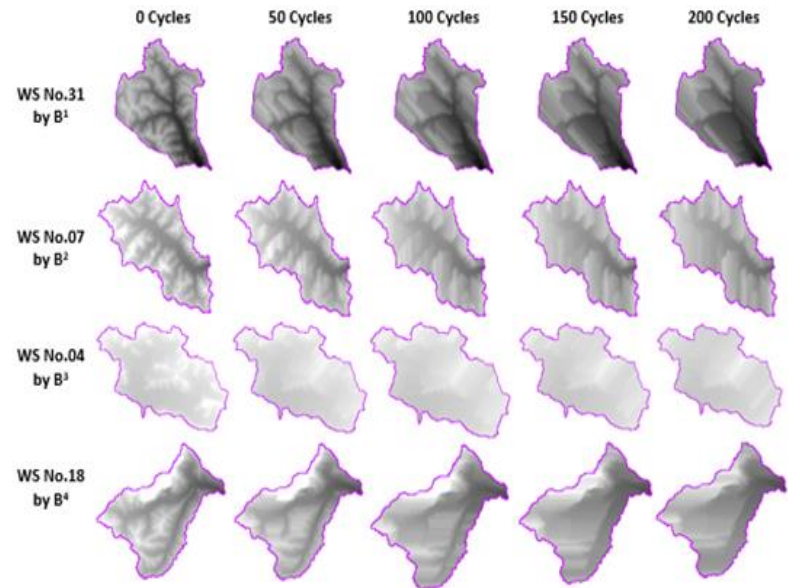 0 Cycles 50 Cycles 100 Cycles 150 Cycles 200 Cycles
WS No.31
by B¹
WS No.07
by B²
WS No.04
by B³
WS No.18
by B⁴